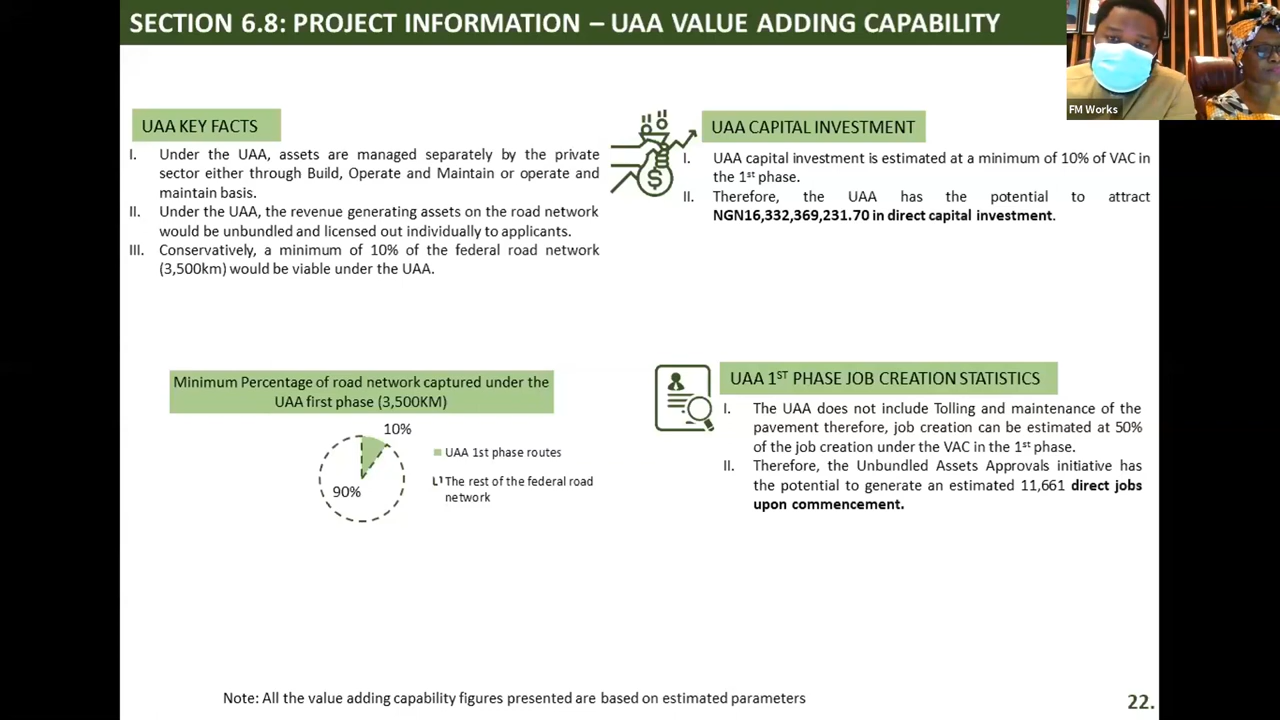 SECTION 6.8: PROJECT INFORMATION – UAA VALUE ADDING CAPABILITY
FM Works
UAA KEY FACTS
I. Under the UAA, assets are managed separately by the private
sector either through Build, Operate and Maintain or operate and
maintain basis.
II. Under the UAA, the revenue generating assets on the road network
would be unbundled and licensed out individually to applicants.
III. Conservatively, a minimum of 10% of the federal road network
(3,500km) would be viable under the UAA.
UAA CAPITAL INVESTMENT
I. UAA capital investment is estimated at a minimum of 10% of VAC in
the 1st phase.
II. Therefore, the UAA has the potential to attract
NGN16,332,369,231.70 in direct capital investment.
Minimum Percentage of road network captured under the
UAA first phase (3,500KM)
10%
90%
UAA 1st phase routes
The rest of the federal road
network
UAA 1ST PHASE JOB CREATION STATISTICS
I. The UAA does not include Tolling and maintenance of the
pavement therefore, job creation can be estimated at 50%
of the job creation under the VAC in the 1st phase.
II. Therefore, the Unbundled Assets Approvals initiative has
the potential to generate an estimated 11,661 direct jobs
upon commencement.
Note: All the value adding capability figures presented are based on estimated parameters
22.